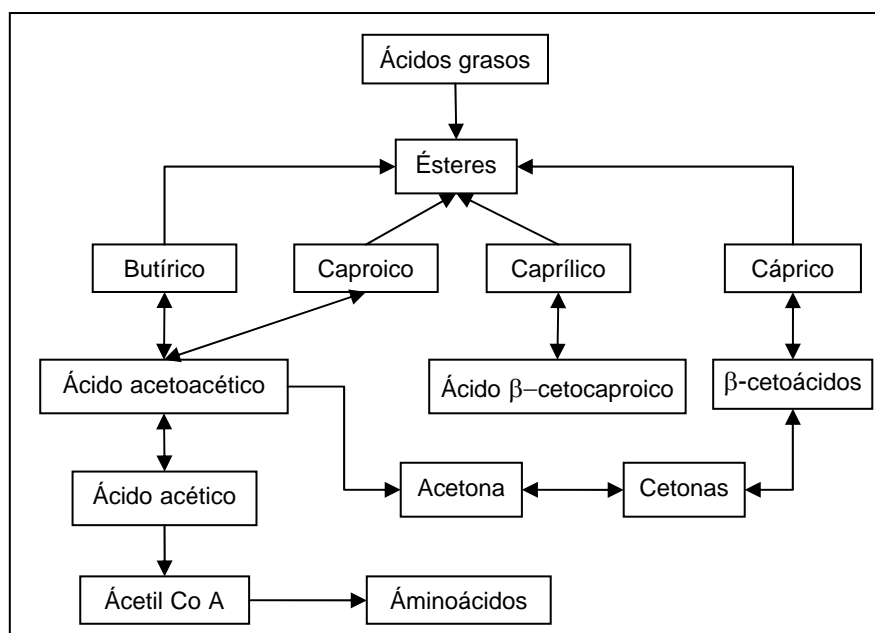 Ácidos grasos
Ésteres
Butírico
Caproico
Caprílico
Cáprico
Ácido acetoacético
Ácido β–cetocaproico
β-cetoácidos
Ácido acético
Acetona
Cetonas
Ácetil Co A
Áminoácidos